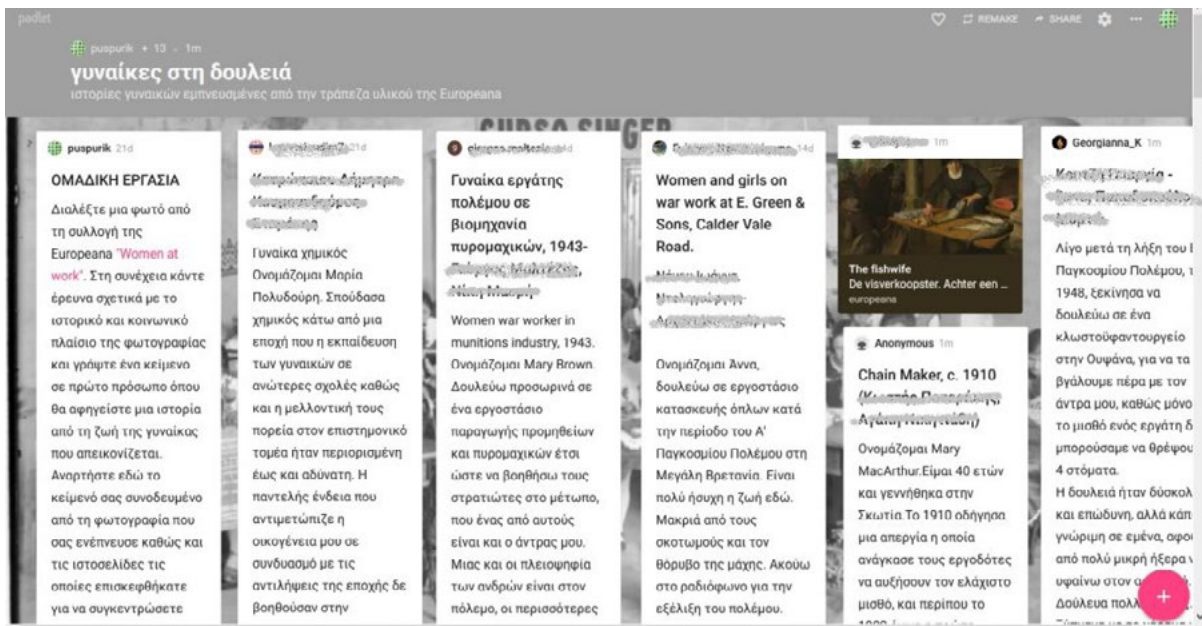 padlet
REMAKE
SHARE
puspurik + 13 • 1m
γυναίκες στη δουλειά
ιστορίες γυναικών εμπνευσμένες από την τράπεζα υλικού της Europeana
CURSO SINGER
puspurik 21d
ΟΜΑΔΙΚΗ ΕΡΓΑΣΙΑ
Διαλέξτε μια φωτό από
τη συλλογή της
Europeana "Women at
work". Στη συνέχεια κάντε
έρευνα σχετικά με το
ιστορικό και κοινωνικό
πλαίσιο της φωτογραφίας
και γράψτε ένα κείμενο
σε πρώτο πρόσωπο όπου
θα αφηγείστε μια ιστορία
από τη ζωή της γυναίκας
που απεικονίζεται.
Αναρτήστε εδώ το
κείμενό σας συνοδευμένο
από τη φωτογραφία που
σας ενέπνευσε καθώς και
τις ιστοσελίδες τις
οποίες επισκεφθήκατε
για να συγκεντρώσετε
21d
Γυναίκα χημικός
Ονομάζομαι Μαρία
Πολυδούρη. Σπούδασα
χημικός κάτω από μια
εποχή που η εκπαίδευση
των γυναικών σε
ανώτερες σχολές καθώς
και η μελλοντική τους
πορεία στον επιστημονικό
τομέα ήταν περιορισμένη
έως και αδύνατη. Η
παντελής ένδεια που
αντιμετώπιζε η
οικογένεια μου σε
συνδυασμό με τις
αντιλήψεις της εποχής δε
βοηθούσαν στην
Γυναίκα εργάτης
πολέμου σε
βιομηχανία
πυρομαχικών, 1943-
Women war worker in
munitions industry, 1943.
Ονομάζομαι Mary Brown.
Δουλεύω προσωρινά σε
ένα εργοστάσιο
παραγωγής προμηθείων
και πυρομαχικών έτσι
ώστε να βοηθήσω τους
στρατιώτες στο μέτωπο,
που ένας από αυτούς
είναι και ο άντρας μου.
Μιας και οι πλειοψηφία
των ανδρών είναι στον
πόλεμο, οι περισσότερες
14d
Women and girls on
war work at E. Green &
Sons, Calder Vale
Road.
Ονομάζομαι Άννα,
δουλεύω σε εργοστάσιο
κατασκευής όπλων κατά
την περίοδο του Α'
Παγκοσμίου Πολέμου στη
Μεγάλη Βρετανία. Είναι
πολύ ήσυχη η ζωή εδώ.
Μακριά από τους
σκοτωμούς και τον
θόρυβο της μάχης. Ακούω
στο ραδιόφωνο για την
εξέλιξη του πολέμου.
1m
The fishwife
De visverkoopster. Achter een ...
europeana
Anonymous 1m
Chain Maker, c. 1910
Ονομάζομαι Mary
MacArthur.Είμαι 40 ετών
και γεννήθηκα στην
Σκωτία.Το 1910 οδήγησα
μια απεργία η οποία
ανάγκασε τους εργοδότες
να αυξήσουν τον ελάχιστο
μισθό, και περίπου το
Georgianna_K 1m
Λίγο μετά τη λήξη του
Παγκοσμίου Πολέμου,
1948, ξεκίνησα να
δουλεύω σε ένα
κλωστοϋφαντουργείο
στην Ουψάνα, για να τα
βγάλουμε πέρα με τον
άντρα μου, καθώς μόνο
το μισθό ενός εργάτη
μπορούσαμε να θρέψου
4 στόματα.
Η δουλειά ήταν δύσκολ
και επώδυνη, αλλά κάπ
γνώριμη σε εμένα, αφο
από πολύ μικρή ήξερα
υφαίνω στον
Δούλευα πολλ